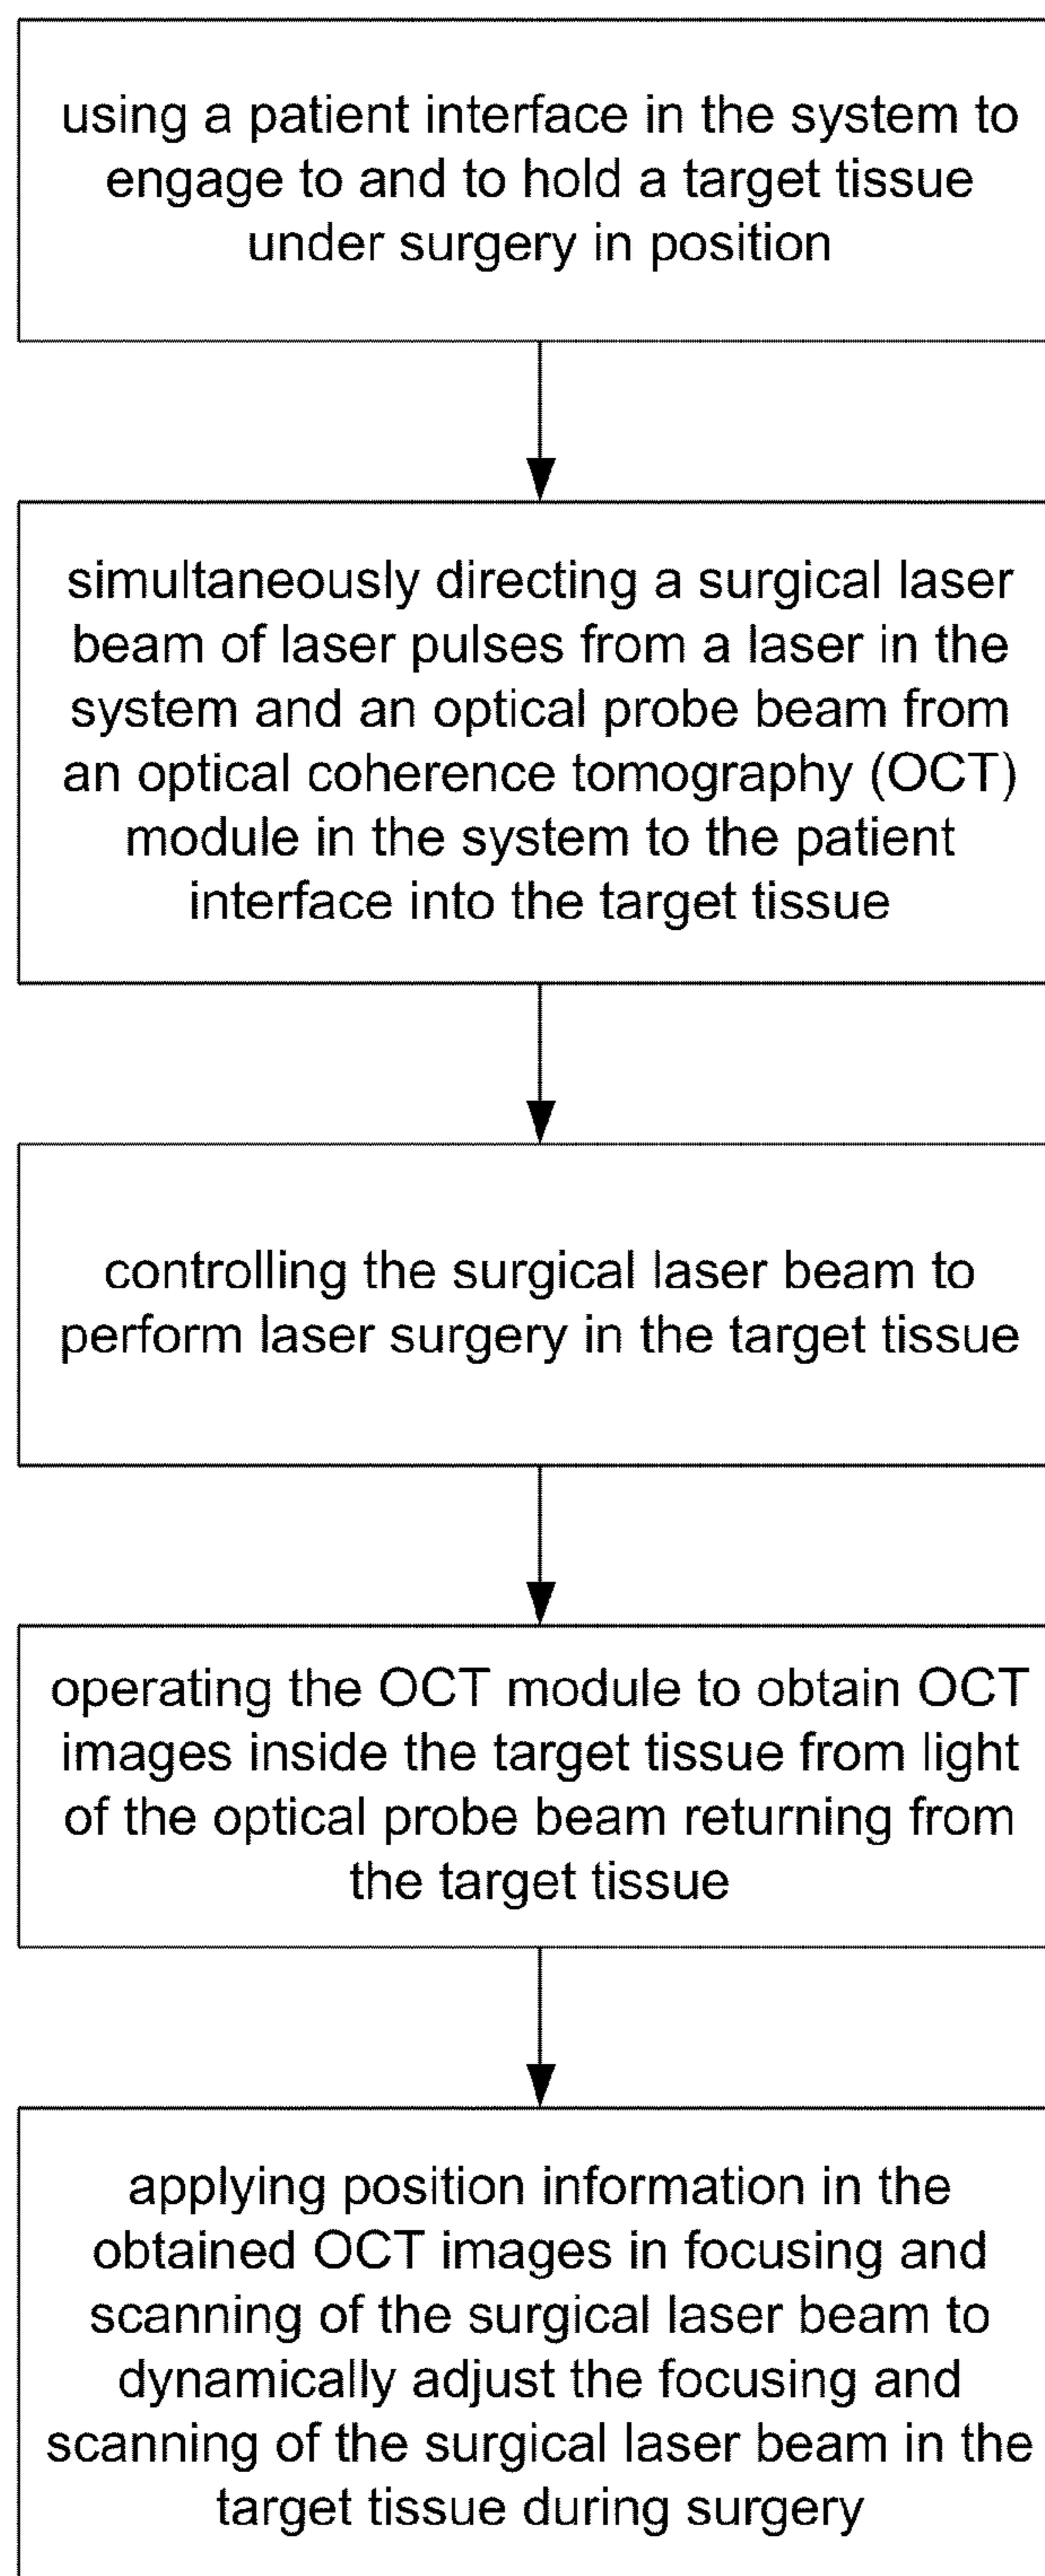 using a patient interface in the system to
engage to and to hold a target tissue
under surgery in position
simultaneously directing a surgical laser
beam of laser pulses from a laser in the
system and an optical probe beam from
an optical coherence tomography (OCT)
module in the system to the patient
interface into the target tissue
controlling the surgical laser beam to
perform laser surgery in the target tissue
operating the OCT module to obtain OCT
images inside the target tissue from light
of the optical probe beam returning from
the target tissue
applying position information in the
obtained OCT images in focusing and
scanning of the surgical laser beam to
dynamically adjust the focusing and
scanning of the surgical laser beam in the
target tissue during surgery